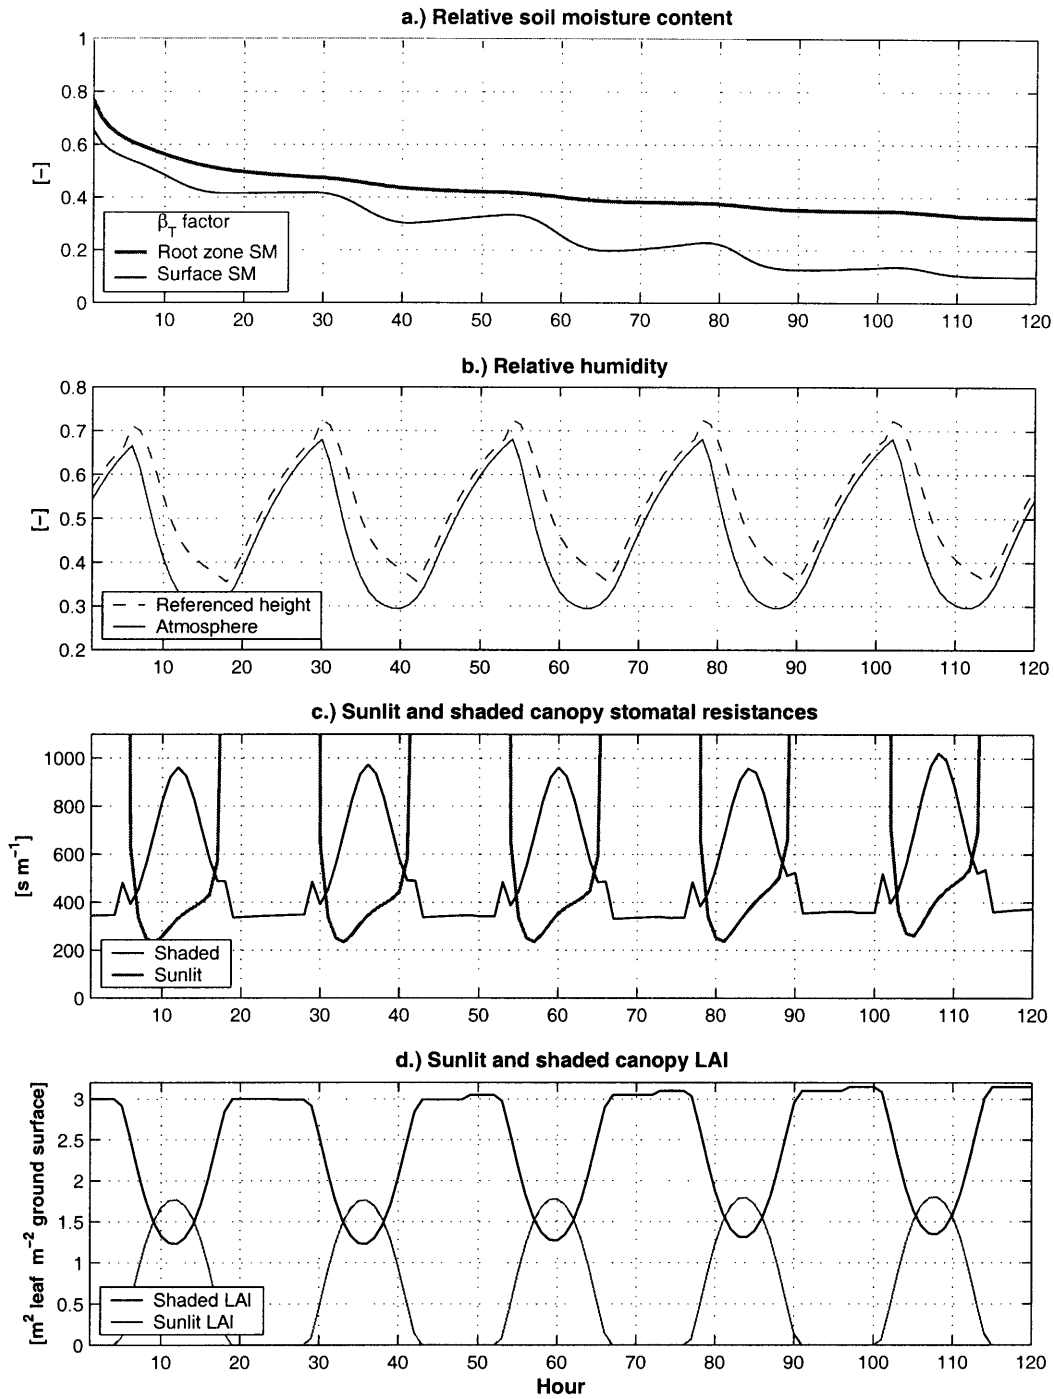 a.) Relative soil moisture content
1
0.8
0.6
0.4
0.2
0
[−]
β_T factor
Root zone SM
Surface SM
10 20 30 40 50 60 70 80 90 100 110 120
b.) Relative humidity
0.8
0.7
0.6
0.5
0.4
0.3
0.2
[−]
Referenced height
Atmosphere
10 20 30 40 50 60 70 80 90 100 110 120
c.) Sunlit and shaded canopy stomatal resistances
1000
800
600
400
200
0
[s m⁻¹]
Shaded
Sunlit
10 20 30 40 50 60 70 80 90 100 110 120
d.) Sunlit and shaded canopy LAI
3
2.5
2
1.5
1
0.5
0
[m² leaf m⁻² ground surface]
Shaded LAI
Sunlit LAI
10 20 30 40 50 60 70 80 90 100 110 120
Hour